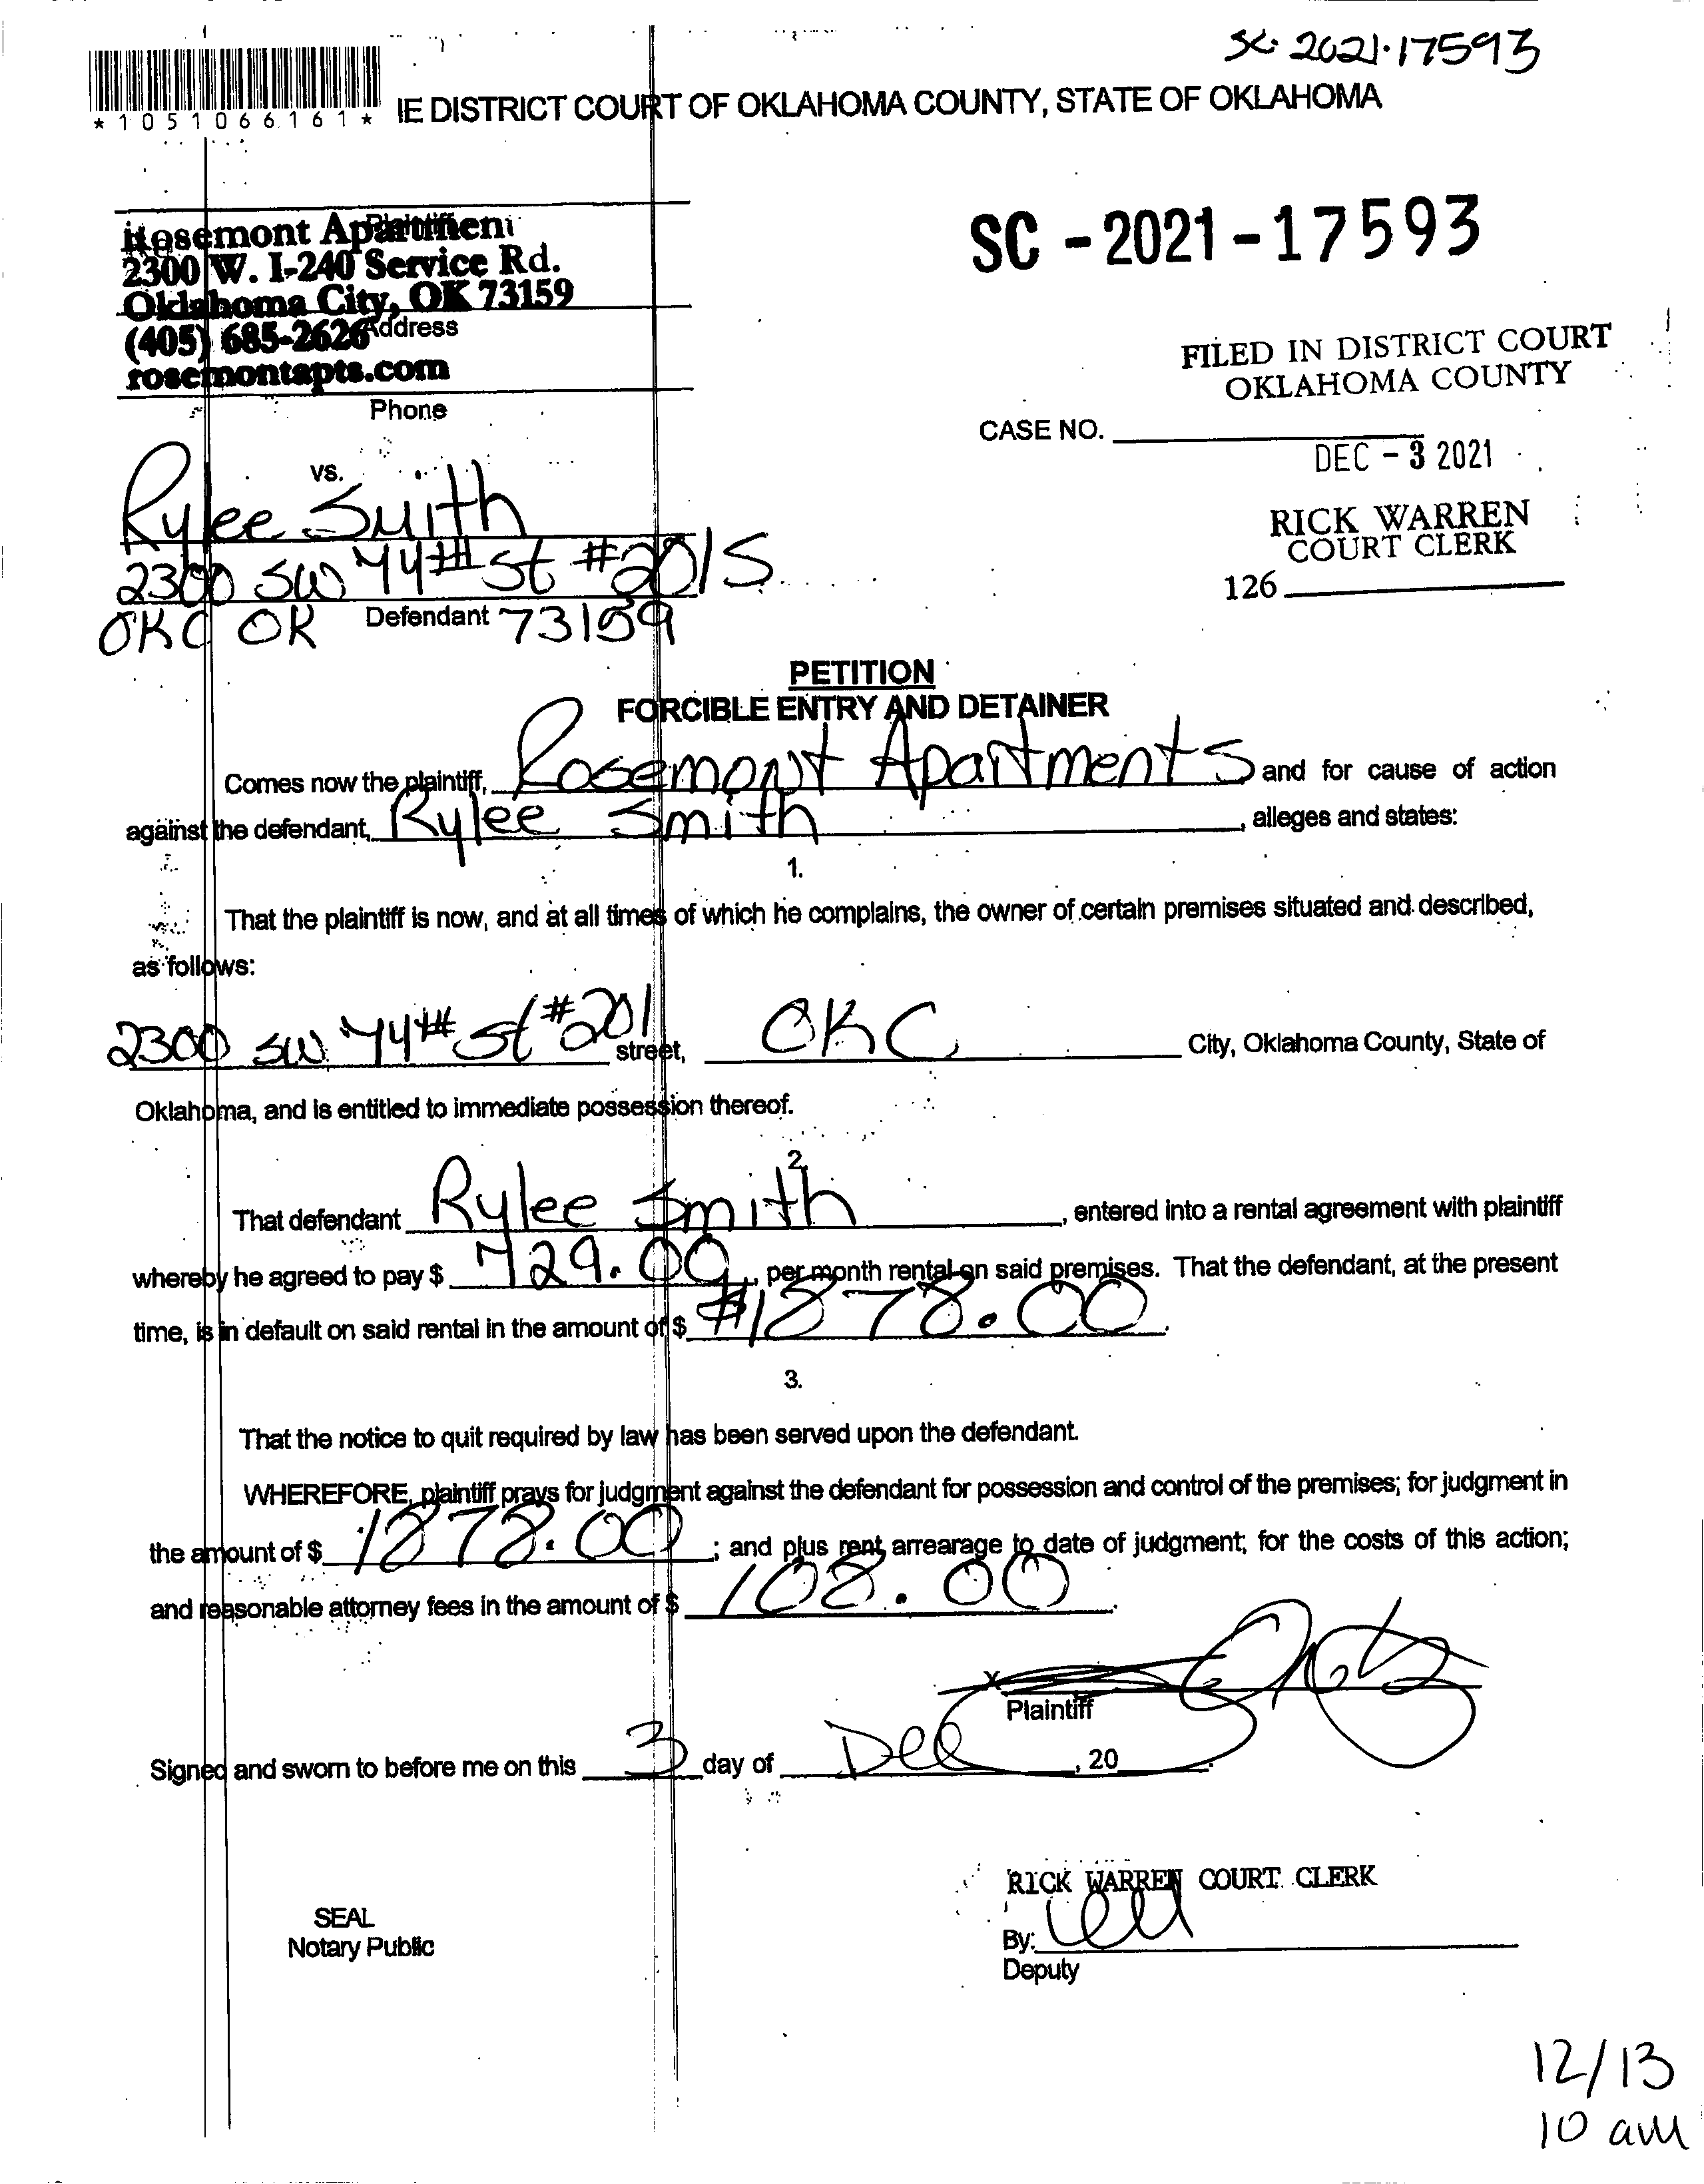 SC-2021-17593
*1051066161*
IE DISTRICT COURT OF OKLAHOMA COUNTY, STATE OF OKLAHOMA
Plaintiff
Rosemont Apartment
2300 W. I-240 Service Rd.
Oklahoma City, OK 73159
(405) 685-2626
Address
rosemontapts.com
Phone
SC-2021-17593
FILED IN DISTRICT COURT
OKLAHOMA COUNTY
CASE NO.
DEC - 3 2021
RICK WARREN
COURT CLERK
126
vs.
Rylee Smith
2300 SW 74th St #201S
OKC OK 73159
Defendant
PETITION
FORCIBLE ENTRY AND DETAINER
Comes now the plaintiff, Rosemont Apartments and for cause of action
against the defendant, Rylee Smith, alleges and states:
1.
That the plaintiff is now, and at all times of which he complains, the owner of certain premises situated and described,
as follows:
2300 SW 74th St #201 street, OKC City, Oklahoma County, State of
Oklahoma, and is entitled to immediate possession thereof.
2.
That defendant Rylee Smith, entered into a rental agreement with plaintiff
whereby he agreed to pay $ 729.00, per month rental on said premises. That the defendant, at the present
time, is in default on said rental in the amount of $ #1878.00.
3.
That the notice to quit required by law has been served upon the defendant.
WHEREFORE, plaintiff prays for judgment against the defendant for possession and control of the premises; for judgment in
the amount of $ 1878.00; and plus rent arrearage to date of judgment; for the costs of this action;
and reasonable attorney fees in the amount of $ 108.00.
x
Plaintiff
Signed and sworn to before me on this 3 day of Dec, 20
RICK WARREN COURT CLERK
SEAL
Notary Public
By:
Deputy
12/13
10 am